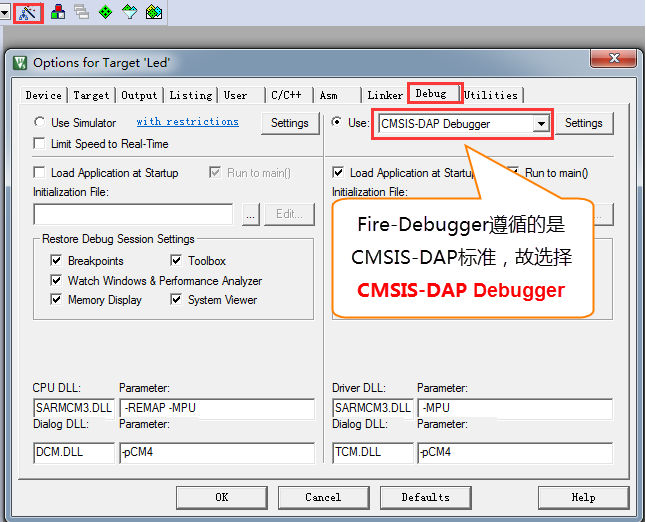 Options for Target 'Led'
Device Target Output Listing User C/C++ Asm Linker Debug Utilities
Use Simulator with restrictions Settings
Use: CMSIS-DAP Debugger Settings
Limit Speed to Real-Time
Load Application at Startup Run to main()
Load Application at Startup Run to main()
Initialization File:
Initialization File:
... Edit...
Fire-Debugger遵循的是
CMSIS-DAP标准，故选择
CMSIS-DAP Debugger
Restore Debug Session Settings
Breakpoints Toolbox
Watch Windows & Performance Analyzer
Memory Display System Viewer
CPU DLL: Parameter:
SARMCM3.DLL -REMAP -MPU
Dialog DLL: Parameter:
DCM.DLL -pCM4
Driver DLL: Parameter:
SARMCM3.DLL -MPU
Dialog DLL: Parameter:
TCM.DLL -pCM4
OK Cancel Defaults Help